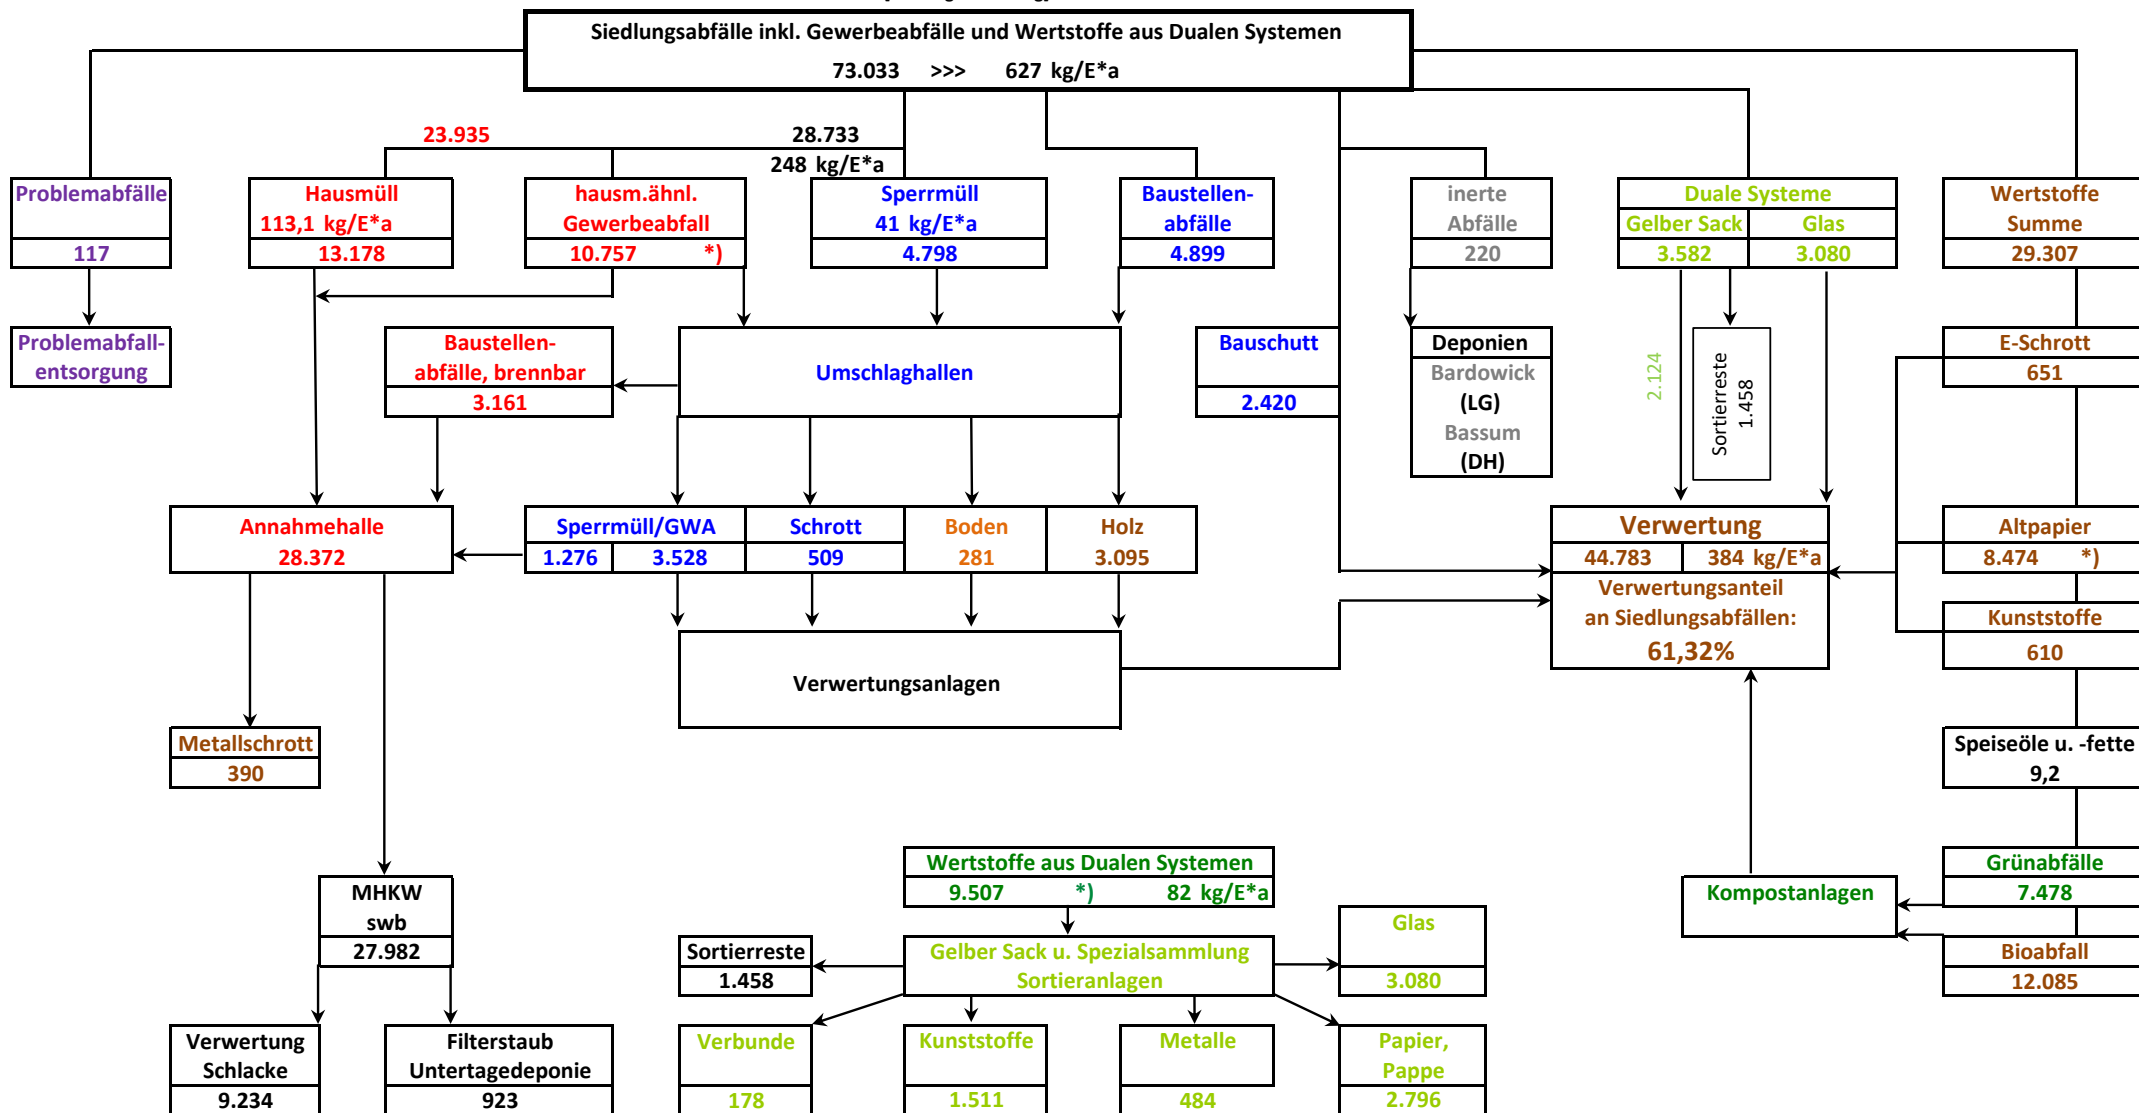 Siedlungsabfälle inkl. Gewerbeabfälle und Wertstoffe aus Dualen Systemen
73.033 >>> 627 kg/E*a
23.935
28.733
248 kg/E*a
Problemabfälle
117
Hausmüll
113,1 kg/E*a
13.178
hausm.ähnl.
Gewerbeabfall
10.757 *)
Sperrmüll
41 kg/E*a
4.798
Baustellen-
abfälle
4.899
inerte
Abfälle
220
Duale Systeme
Gelber Sack Glas
3.582 3.080
Wertstoffe
Summe
29.307
Problemabfall-
entsorgung
Baustellen-
abfälle, brennbar
3.161
Umschlaghallen
Bauschutt
2.420
Deponien
Bardowick
(LG)
Bassum
(DH)
2.124
Sortierreste
1.458
E-Schrott
651
Annahmehalle
28.372
Sperrmüll/GWA
1.276 3.528
Schrott
509
Boden
281
Holz
3.095
Verwertung
44.783 384 kg/E*a
Verwertungsanteil
an Siedlungsabfällen:
61,32%
Altpapier
8.474 *)
Kunststoffe
610
Verwertungsanlagen
Metallschrott
390
Speiseöle u. -fette
9,2
MHKW
swb
27.982
Wertstoffe aus Dualen Systemen
9.507 *) 82 kg/E*a
Kompostanlagen
Grünabfälle
7.478
Sortierreste
1.458
Gelber Sack u. Spezialsammlung
Sortieranlagen
Glas
3.080
Bioabfall
12.085
Verwertung
Schlacke
9.234
Filterstaub
Untertagedeponie
923
Verbunde
178
Kunststoffe
1.511
Metalle
484
Papier,
Pappe
2.796